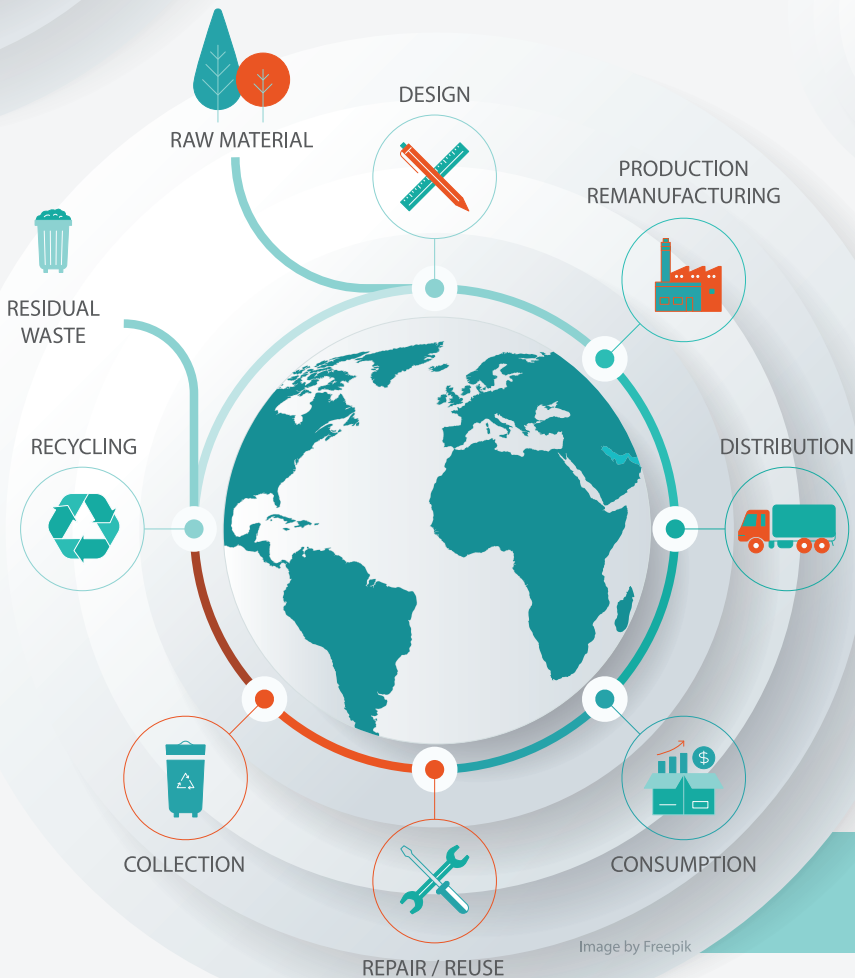 RAW MATERIAL
DESIGN
PRODUCTION
REMANUFACTURING
DISTRIBUTION
CONSUMPTION
REPAIR / REUSE
COLLECTION
RECYCLING
RESIDUAL
WASTE
$
Image by Freepik